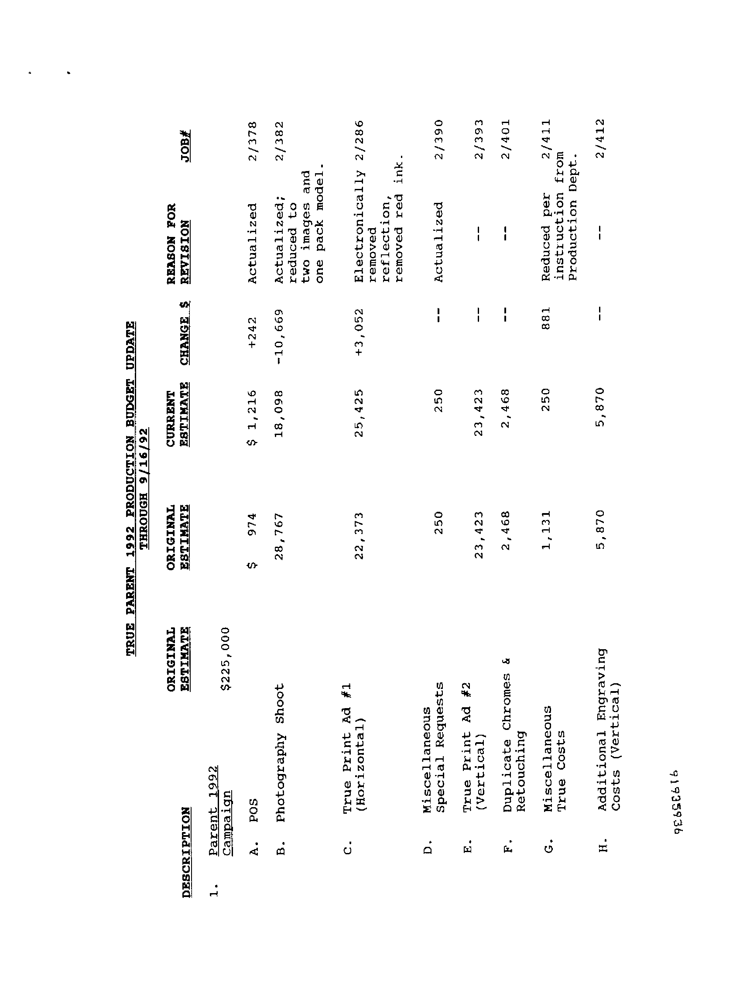 TRUE PARENT 1992 PRODUCTION BUDGET UPDATE
THROUGH 9/16/92
ORIGINAL ORIGINAL CURRENT REASON FOR
DESCRIPTION ESTIMATE ESTIMATE ESTIMATE CHANGE $ REVISION JOB#
1. Parent 1992
Campaign $225,000
A. POS $ 974 $ 1,216 +242 Actualized 2/378
B. Photography Shoot 28,767 18,098 -10,669 Actualized; 2/382
reduced to
two images and
one pack model.
C. True Print Ad #1 22,373 25,425 +3,052 Electronically 2/286
(Horizontal) removed
reflection,
removed red ink.
D. Miscellaneous
Special Requests 250 250 -- Actualized 2/390
E. True Print Ad #2
(Vertical) 23,423 23,423 -- -- 2/393
F. Duplicate Chromes & 2,468 2,468 -- -- 2/401
Retouching
G. Miscellaneous 1,131 250 881 Reduced per 2/411
True Costs instruction from
Production Dept.
H. Additional Engraving 5,870 5,870 -- -- 2/412
Costs (Vertical)